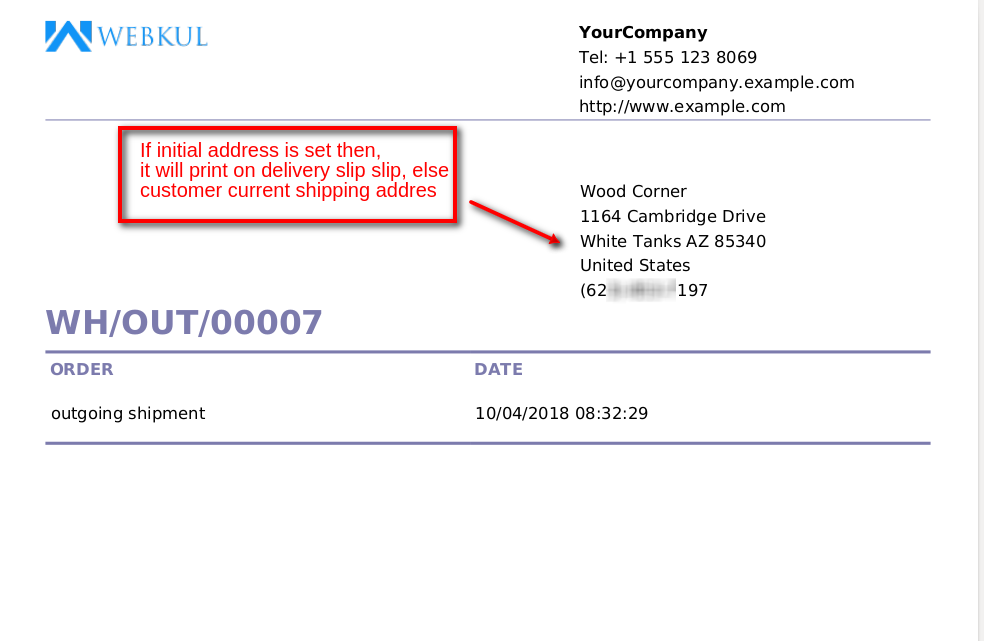 WEBKUL
YourCompany
Tel: +1 555 123 8069
info@yourcompany.example.com
http://www.example.com
If initial address is set then,
it will print on delivery slip slip, else
customer current shipping addres
Wood Corner
1164 Cambridge Drive
White Tanks AZ 85340
United States
(62 197
WH/OUT/00007
ORDER DATE
outgoing shipment 10/04/2018 08:32:29